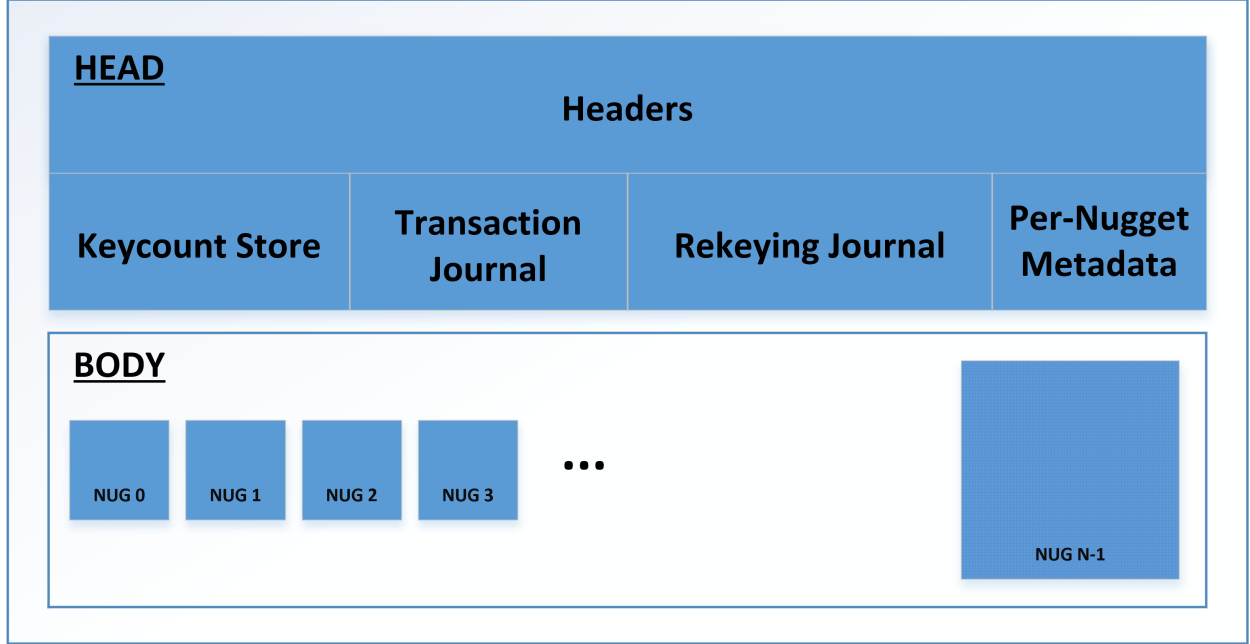 HEAD
Headers
Keycount Store
Transaction
Journal
Rekeying Journal
Per-Nugget
Metadata
BODY
NUG 0
NUG 1
NUG 2
NUG 3
...
NUG N-1